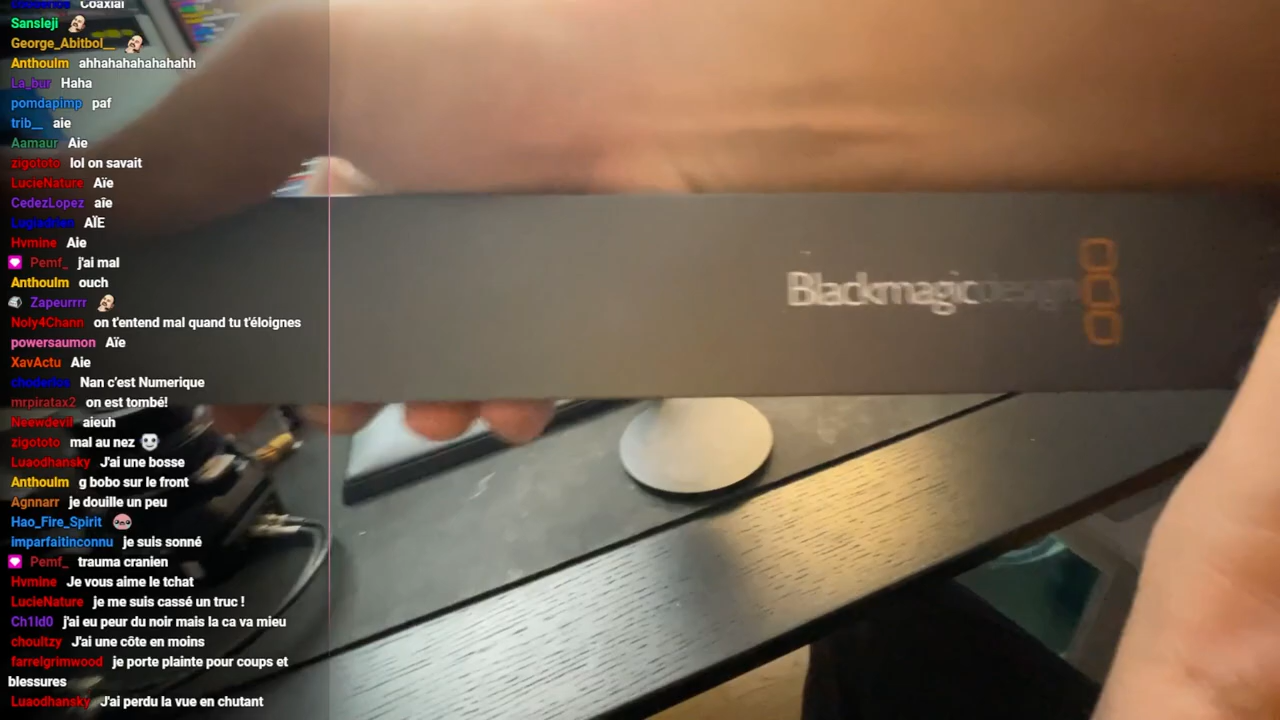 Coaxial
Sansleji
George_Abitbol__
Anthoulm ahhahahahahahahh
La_bur Haha
pomdapimp paf
trib__ aie
Aamaur Aie
zigototo lol on savait
LucieNature Aïe
CedezLopez aïe
AÏE
Hvmine Aie
Pemf_ j'ai mal
Anthoulm ouch
Zapeurrrr
Noly4Chann on t'entend mal quand tu t'éloignes
powersaumon Aïe
XavActu Aie
choderlos Nan c'est Numerique
mrpiratax2 on est tombé!
Neewdevil aieuh
zigototo mal au nez
Luaodhansky J'ai une bosse
Anthoulm g bobo sur le front
Agnnarr je douille un peu
Hao_Fire_Spirit
imparfaitinconnu je suis sonné
Pemf_ trauma cranien
Hvmine Je vous aime le tchat
LucieNature je me suis cassé un truc !
Ch1ld0 j'ai eu peur du noir mais la ca va mieu
choultzy J'ai une côte en moins
farrelgrimwood je porte plainte pour coups et
blessures
Luaodhansky J'ai perdu la vue en chutant
Blackmagicdesign